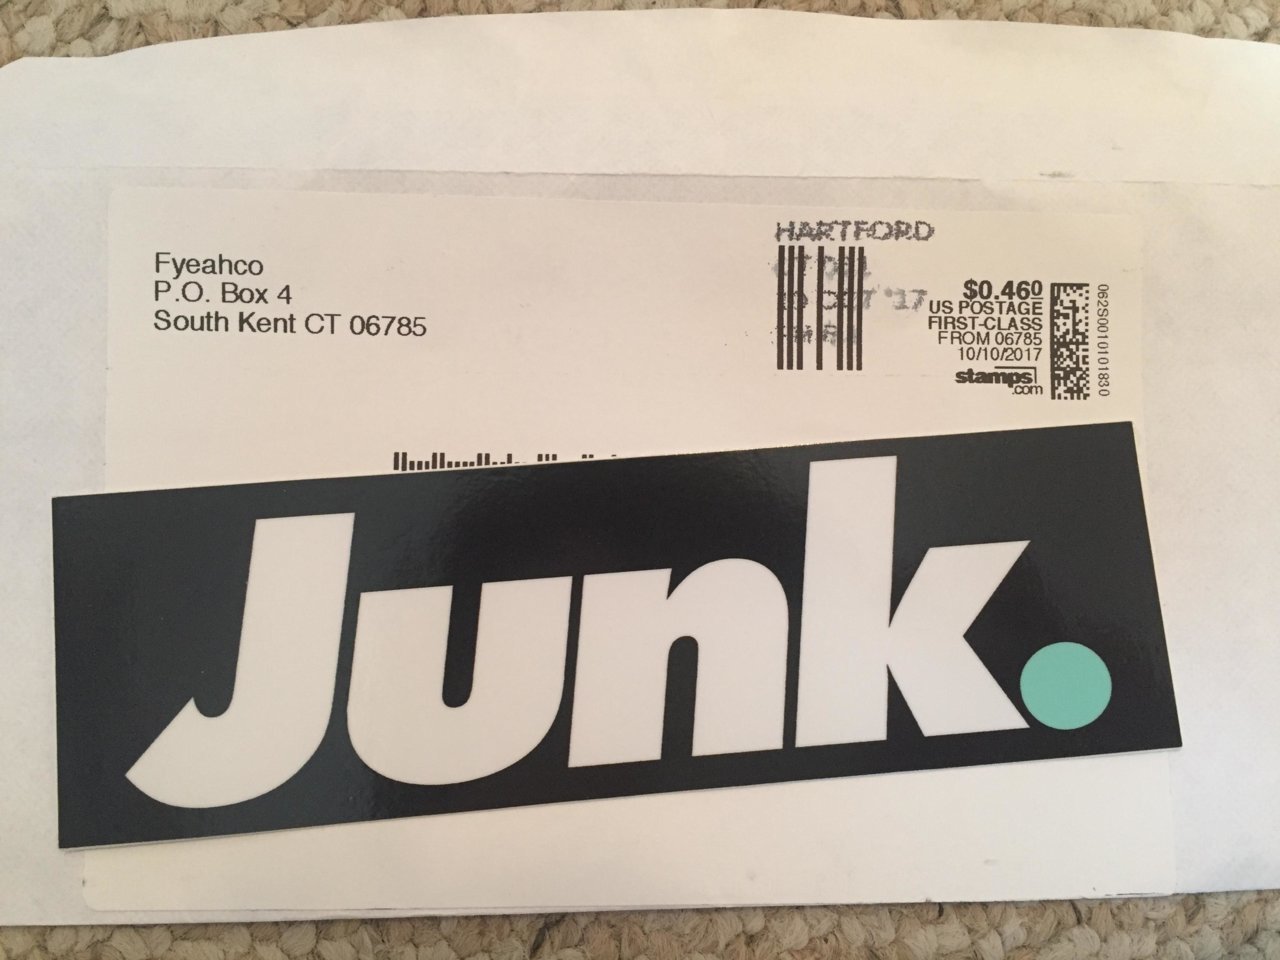 Fyeahco
P.O. Box 4
South Kent CT 06785
HARTFORD
'17
$0.460
US POSTAGE
FIRST-CLASS
FROM 06785
10/10/2017
stamps
.com
062S0010101830
Junk.